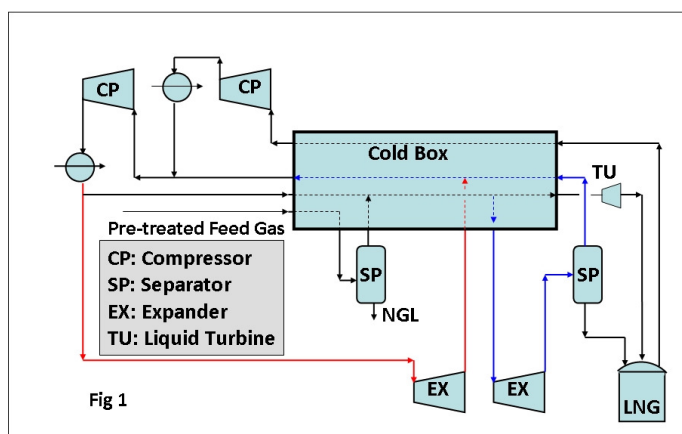 CP
CP
Cold Box
TU
Pre-treated Feed Gas
CP: Compressor
SP: Separator
EX: Expander
TU: Liquid Turbine
SP
SP
NGL
Fig 1
EX
EX
LNG